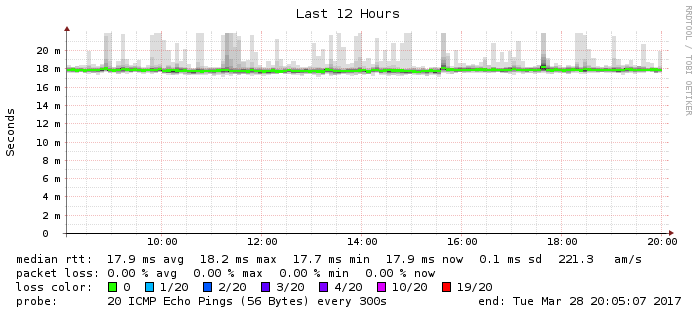 Last 12 Hours
RRDTOOL / TOBI OETIKER
Seconds
20 m
18 m
16 m
14 m
12 m
10 m
8 m
6 m
4 m
2 m
0
10:00 12:00 14:00 16:00 18:00 20:00
median rtt: 17.9 ms avg 18.2 ms max 17.7 ms min 17.9 ms now 0.1 ms sd 221.3 am/s
packet loss: 0.00 % avg 0.00 % max 0.00 % min 0.00 % now
loss color: 0 1/20 2/20 3/20 4/20 10/20 19/20
probe: 20 ICMP Echo Pings (56 Bytes) every 300s end: Tue Mar 28 20:05:07 2017